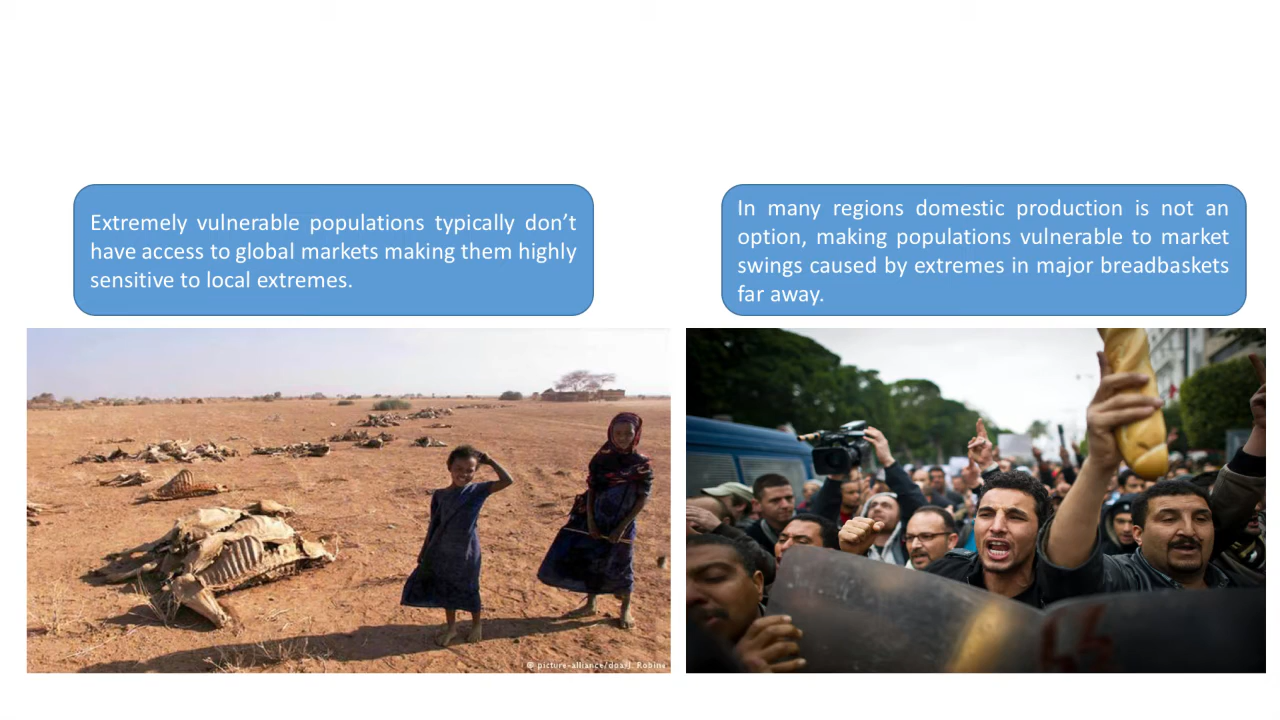 Extremely vulnerable populations typically don’t
have access to global markets making them highly
sensitive to local extremes.
In many regions domestic production is not an
option, making populations vulnerable to market
swings caused by extremes in major breadbaskets
far away.
© picture-alliance/dpa/J. Robine